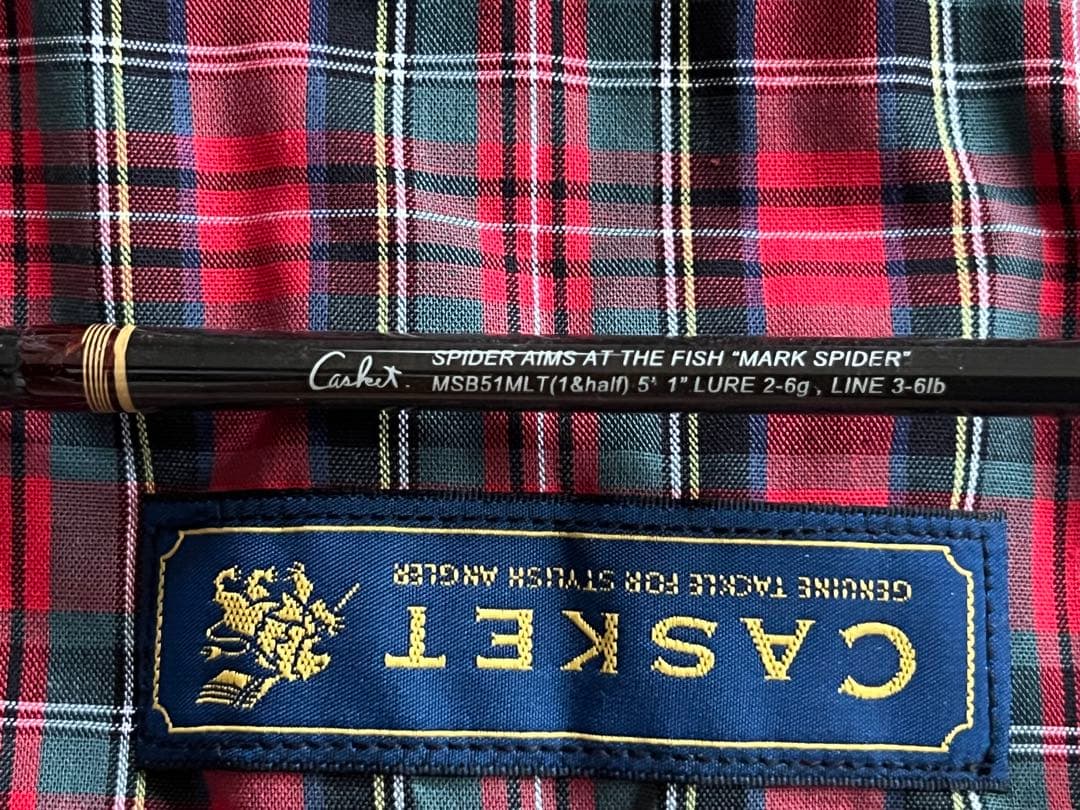 Casket.
SPIDER AIMS AT THE FISH "MARK SPIDER"
MSB51MLT(1&half) 5' 1" LURE 2-6g , LINE 3-6lb
CASKET
GENUINE TACKLE FOR STYLISH ANGLER